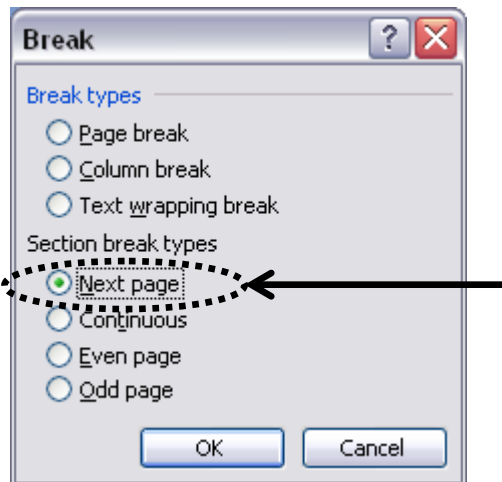 Break
Break types
Page break
Column break
Text wrapping break
Section break types
Next page
Continuous
Even page
Odd page
OK Cancel